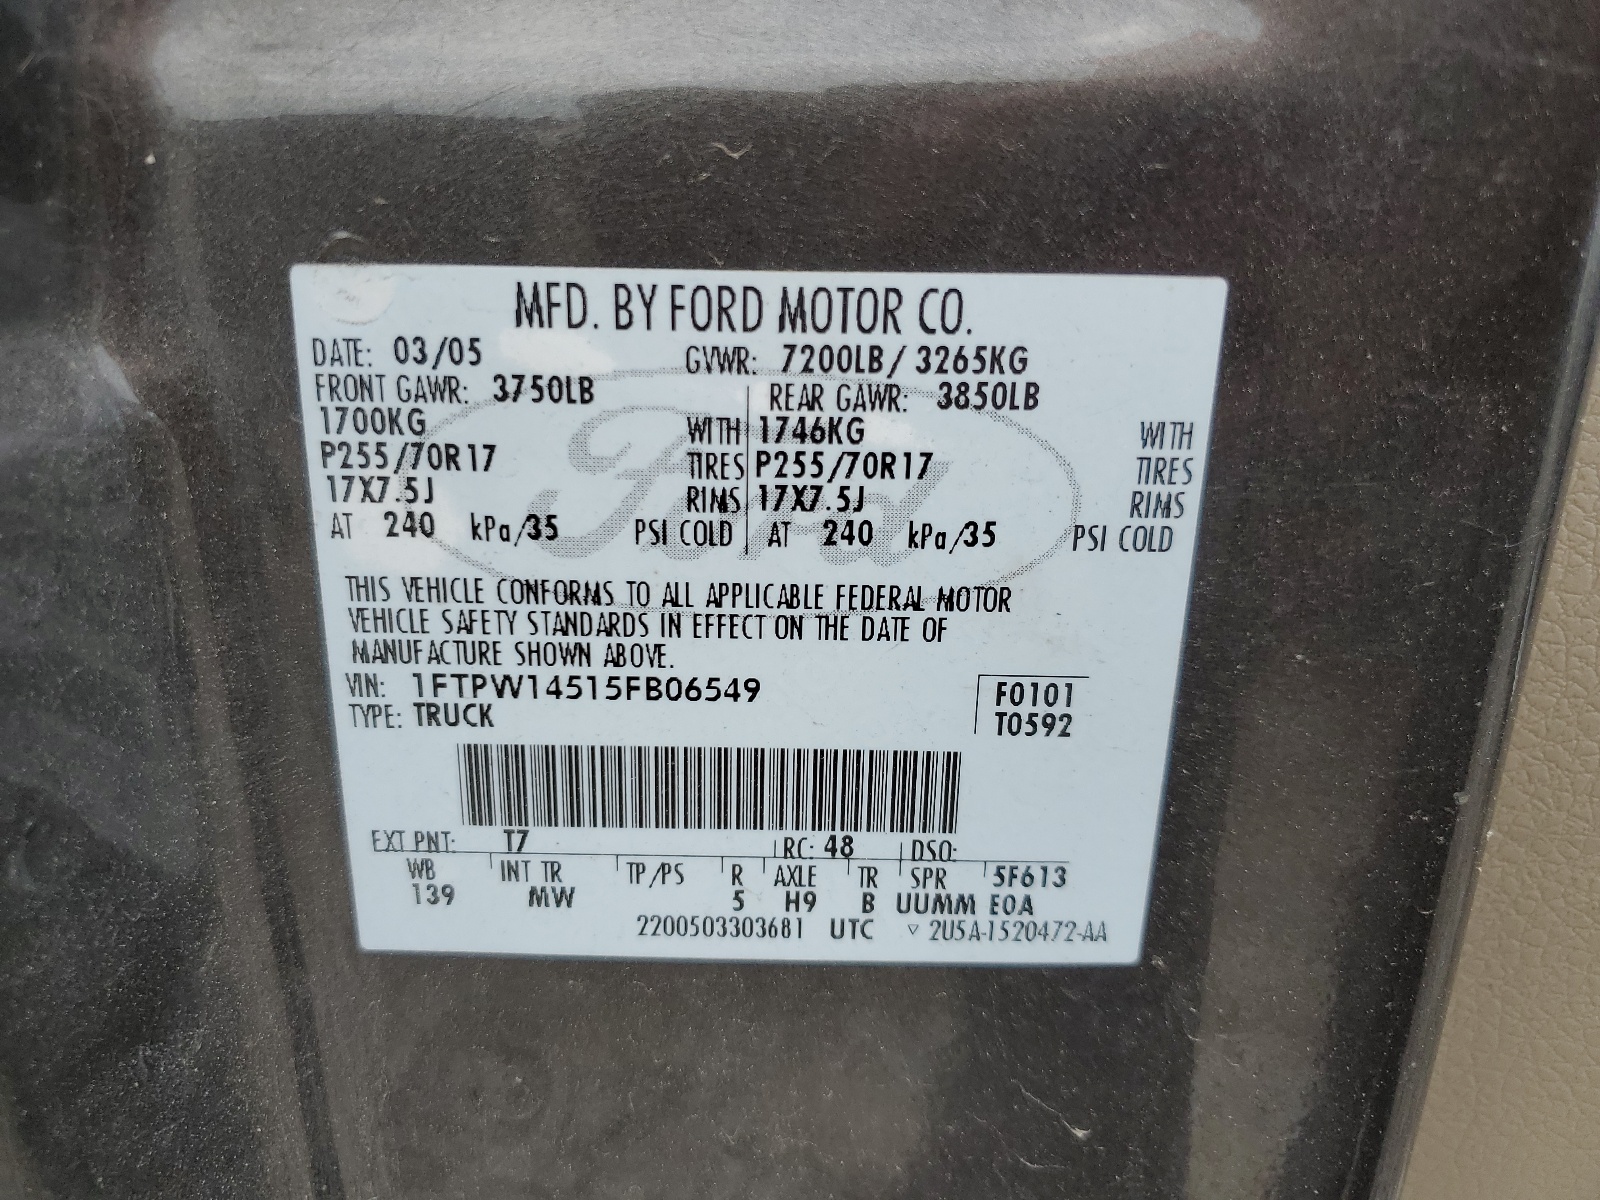 MFD. BY FORD MOTOR CO.
DATE: 03/05 GVWR: 7200LB/ 3265KG
FRONT GAWR: 3750LB REAR GAWR: 3850LB
1700KG WITH 1746KG WITH
P255/70R17 TIRES P255/70R17 TIRES
17X7.5J RIMS 17X7.5J RIMS
AT 240 kPa/35 PSI COLD AT 240 kPa/35 PSI COLD
Ford
THIS VEHICLE CONFORMS TO ALL APPLICABLE FEDERAL MOTOR
VEHICLE SAFETY STANDARDS IN EFFECT ON THE DATE OF
MANUFACTURE SHOWN ABOVE.
VIN: 1FTPW14515FB06549 F0101
TYPE: TRUCK T0592
EXT PNT: T7 RC: 48 DSO:
WB INT TR TP/PS R AXLE TR SPR 5F613
139 MW 5 H9 B UUMM EOA
2200503303681 UTC ▽ 2U5A-1520472-AA